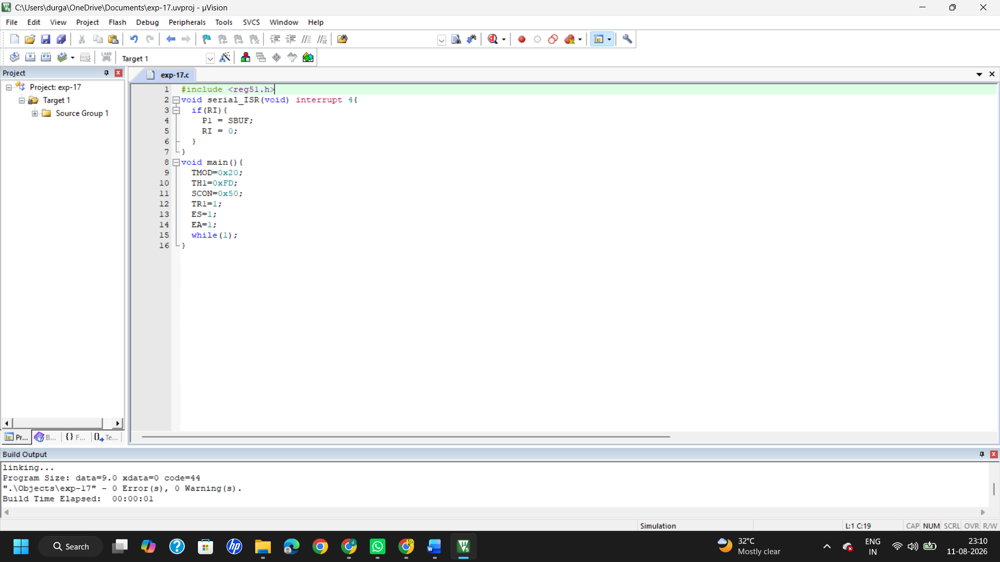 C:\Users\durga\OneDrive\Documents\exp-17.uvproj - µVision
File Edit View Project Flash Debug Peripherals Tools SVCS Window Help
LOAD
Target 1
Project
exp-17.c
Project: exp-17
Target 1
Source Group 1
1 #include <reg51.h>
2 void serial_ISR(void) interrupt 4{
3 if(RI){
4 P1 = SBUF;
5 RI = 0;
6 }
7 }
8 void main(){
9 TMOD=0x20;
10 TH1=0xFD;
11 SCON=0x50;
12 TR1=1;
13 ES=1;
14 EA=1;
15 while(1);
16 }
Pr... B... {} F... Te...
Build Output
linking...
Program Size: data=9.0 xdata=0 code=44
".\Objects\exp-17" - 0 Error(s), 0 Warning(s).
Build Time Elapsed: 00:00:01
Simulation
L:1 C:19
CAP NUM SCRL OVR R/W
Search
hp
32°C
Mostly clear
ENG
IN
23:10
11-08-2026